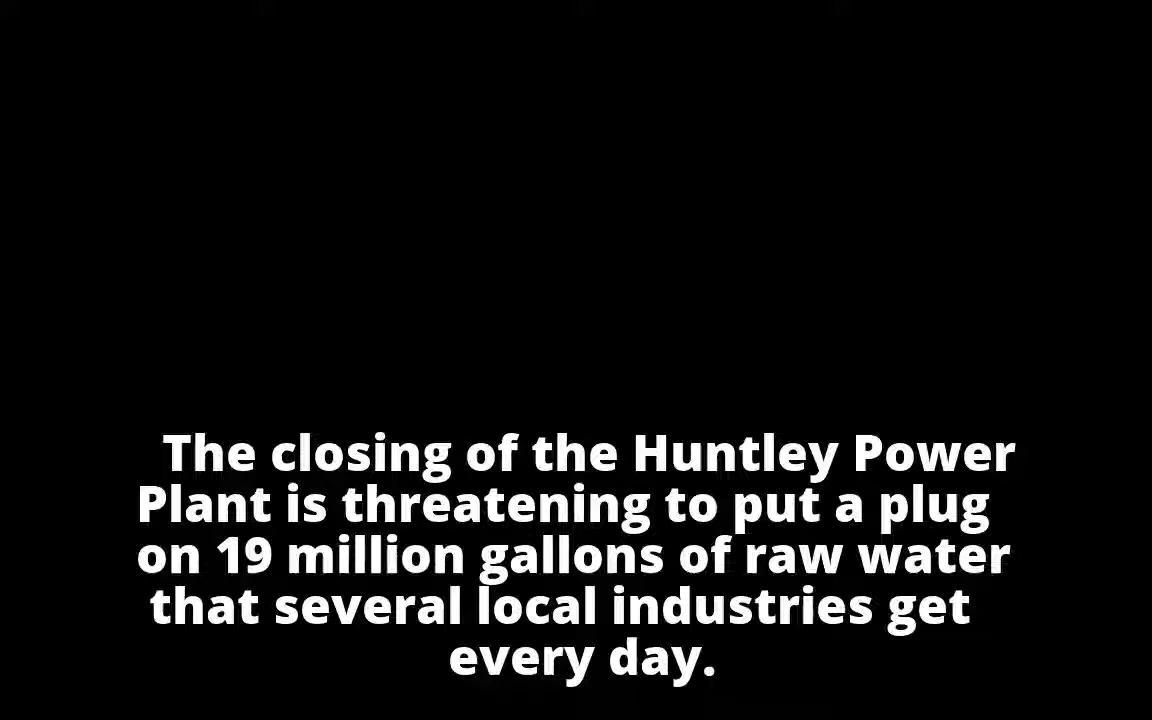 The closing of the Huntley Power
Plant is threatening to put a plug
on 19 million gallons of raw water
that several local industries get
every day.